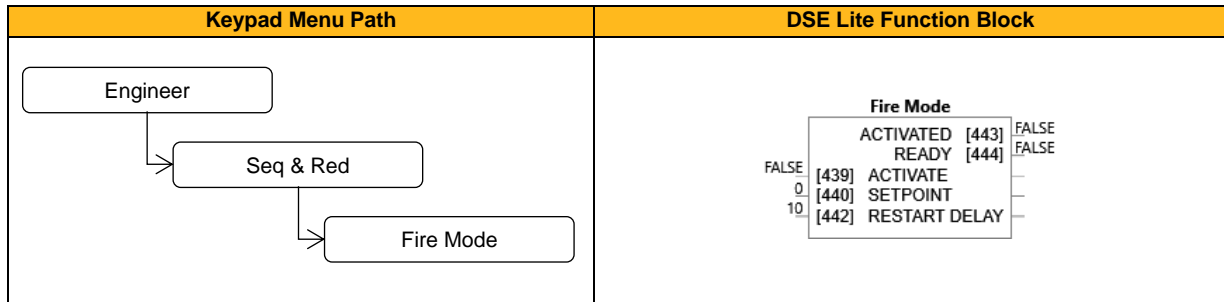 Keypad Menu Path
DSE Lite Function Block
Engineer
Seq & Red
Fire Mode
Fire Mode
ACTIVATED [443] FALSE
READY [444] FALSE
FALSE [439] ACTIVATE
0 [440] SETPOINT
10 [442] RESTART DELAY